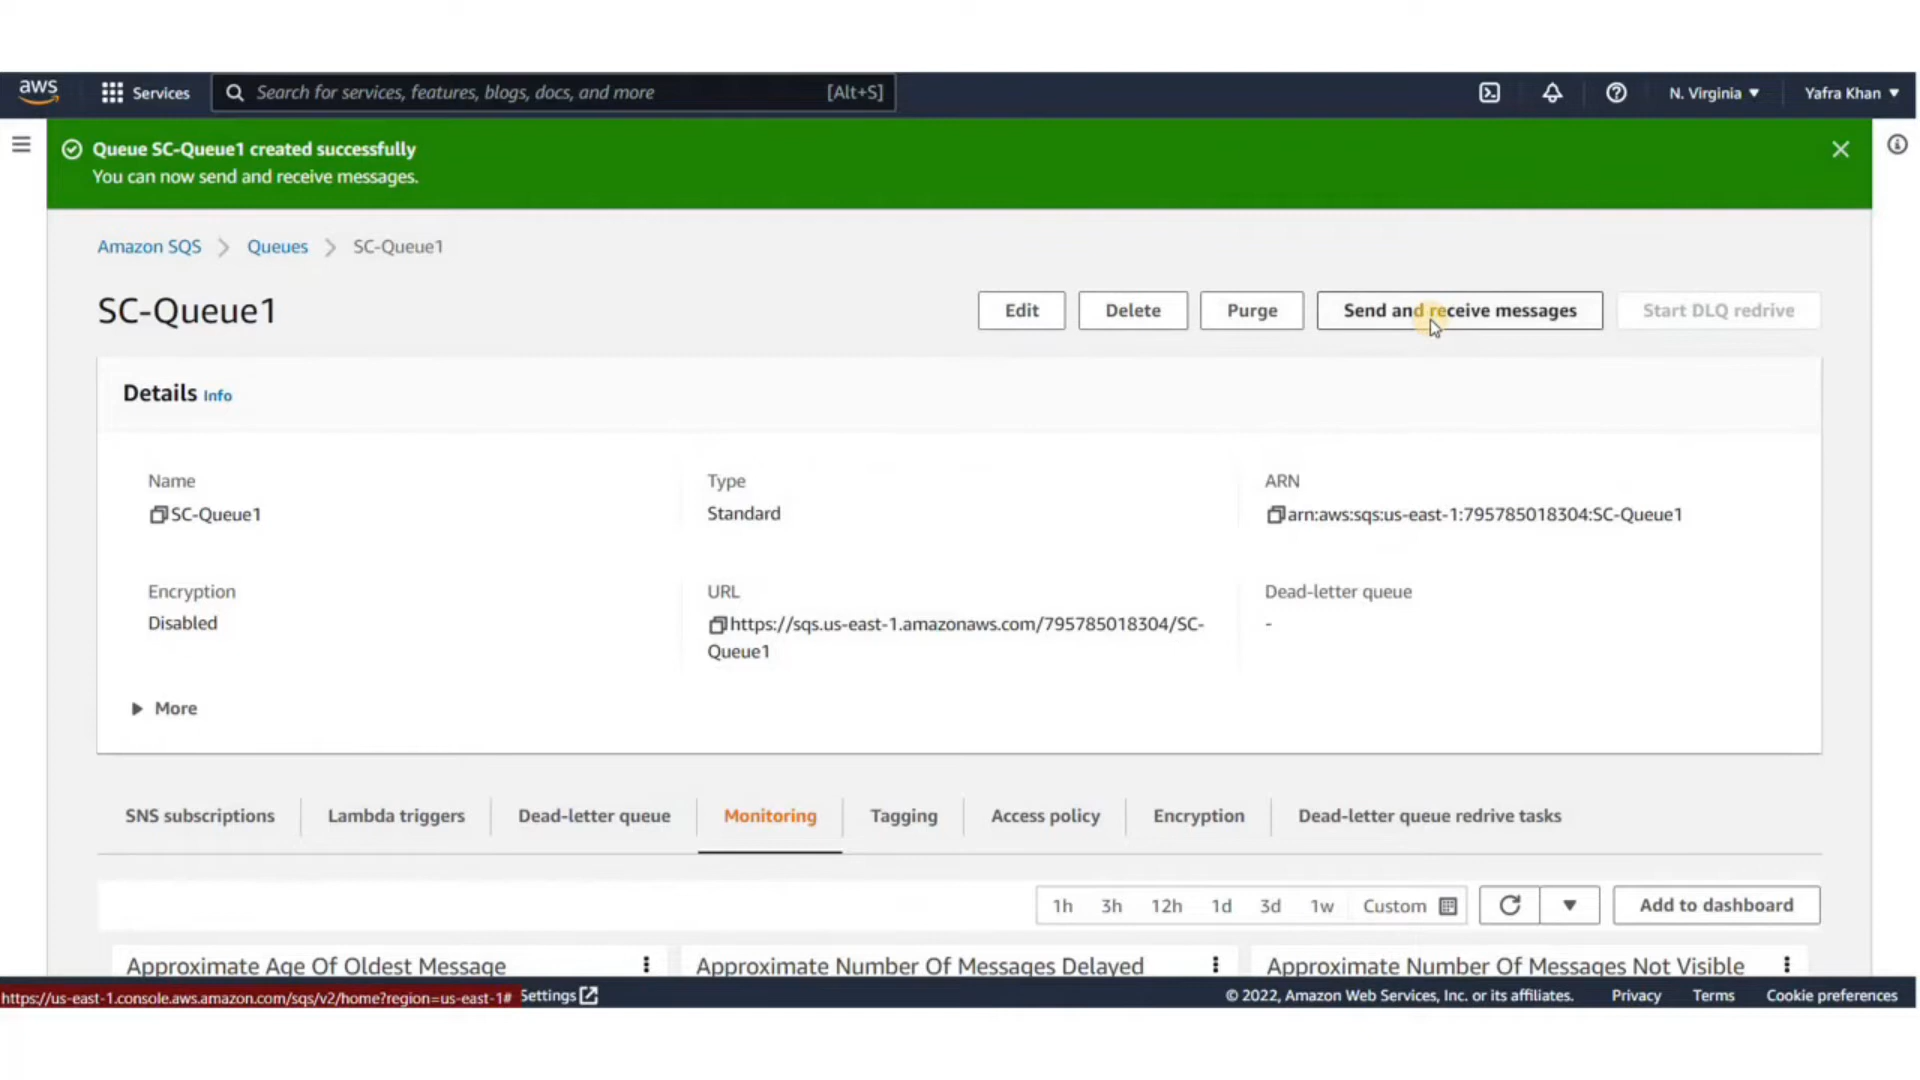 aws Services Search for services, features, blogs, docs, and more [Alt+S] N. Virginia ▼ Yafra Khan ▼
Queue SC-Queue1 created successfully
You can now send and receive messages.
Amazon SQS > Queues > SC-Queue1
SC-Queue1 Edit Delete Purge Send and receive messages Start DLQ redrive
Details Info
Name Type ARN
SC-Queue1 Standard arn:aws:sqs:us-east-1:795785018304:SC-Queue1
Encryption URL Dead-letter queue
Disabled https://sqs.us-east-1.amazonaws.com/795785018304/SC- -
Queue1
More
SNS subscriptions Lambda triggers Dead-letter queue Monitoring Tagging Access policy Encryption Dead-letter queue redrive tasks
1h 3h 12h 1d 3d 1w Custom Add to dashboard
Approximate Age Of Oldest Message Approximate Number Of Messages Delayed Approximate Number Of Messages Not Visible
https://us-east-1.console.aws.amazon.com/sqs/v2/home?region=us-east-1# Settings © 2022, Amazon Web Services, Inc. or its affiliates. Privacy Terms Cookie preferences